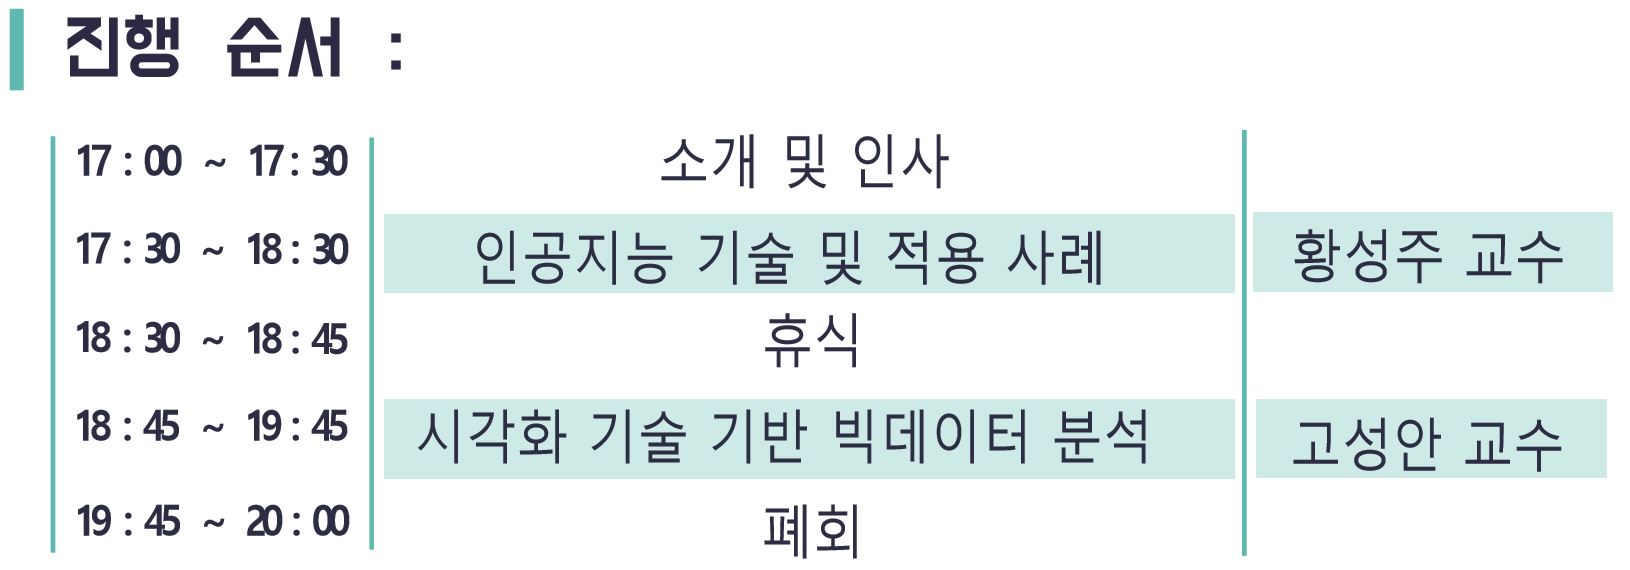 진행 순서 :
17:00 ~ 17:30 소개 및 인사
17:30 ~ 18:30 인공지능 기술 및 적용 사례 황성주 교수
18:30 ~ 18:45 휴식
18:45 ~ 19:45 시각화 기술 기반 빅데이터 분석 고성안 교수
19:45 ~ 20:00 폐회